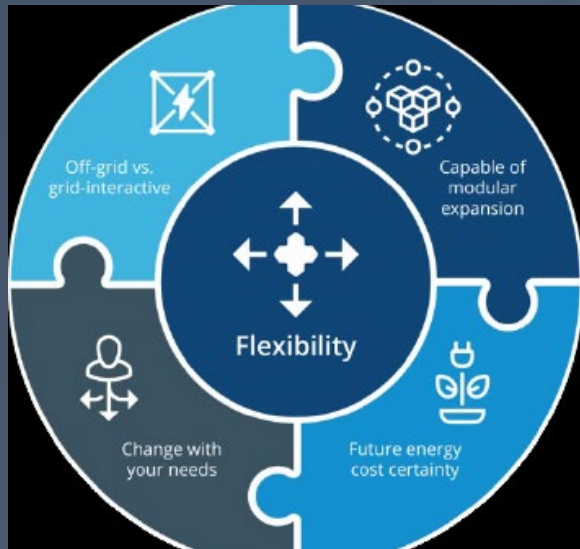 Off-grid vs.
grid-interactive
Capable of
modular
expansion
Flexibility
Change with
your needs
Future energy
cost certainty